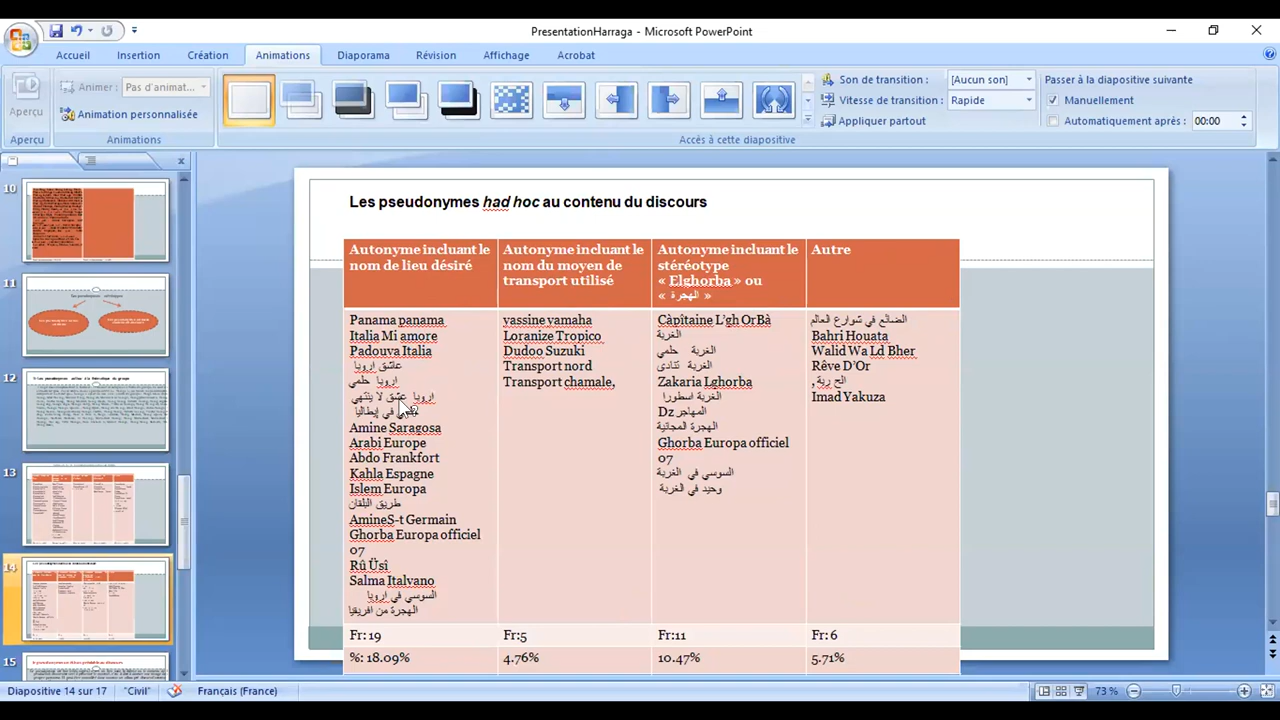 PresentationHarraga - Microsoft PowerPoint
Accueil Insertion Création Animations Diaporama Révision Affichage Acrobat
Aperçu
Animer : Pas d'animat...
Animation personnalisée
Son de transition : [Aucun son]
Vitesse de transition : Rapide
Appliquer partout
Passer à la diapositive suivante
Manuellement
Automatiquement après : 00:00
Aperçu
Animations
Accès à cette diapositive
10
11
12
13
14
15
Les pseudonymes had hoc au contenu du discours
Autonyme incluant le
nom de lieu désiré
Panama panama
Italia Mi amore
Padouva Italia
عاشق اروبا
اروبا حلمي
اروبا عشق لا ينتهي
في إيطاليا
Amine Saragosa
Arabi Europe
Abdo Frankfort
Kahla Espagne
Islem Europa
طريق البلقان
AmineS-t Germain
Ghorba Europa officiel
07
Rû Üsi
Salma Italvano
السوسي في اروبا
الهجرة من افريقيا
Fr: 19
%: 18.09%
Autonyme incluant le
nom du moyen de
transport utilisé
yassine yamaha
Loranize Tropico
Dudoo Suzuki
Transport nord
Transport chamale,
Fr:5
4.76%
Autonyme incluant le
stéréotype
« Elghorba » ou
« الهجرة »
Càpîtaine L'gh OrBà
الغربة
الغربة حلمي
الغربة تنادي
Zakaria Lghorba
الغربة اسطورا
Dz المهاجر
الهجرة المجانية
Ghorba Europa officiel
07
السوسي في الغربة
وحيد في الغربة
Fr:11
10.47%
Autre
الضائع في شوارع العالم
Bahri Houata
Walid Wa Ld Bher
Rêve D'Or
, الح رية
Imad Yakuza
Fr: 6
5.71%
Diapositive 14 sur 17 "Civil" Français (France) 73 %